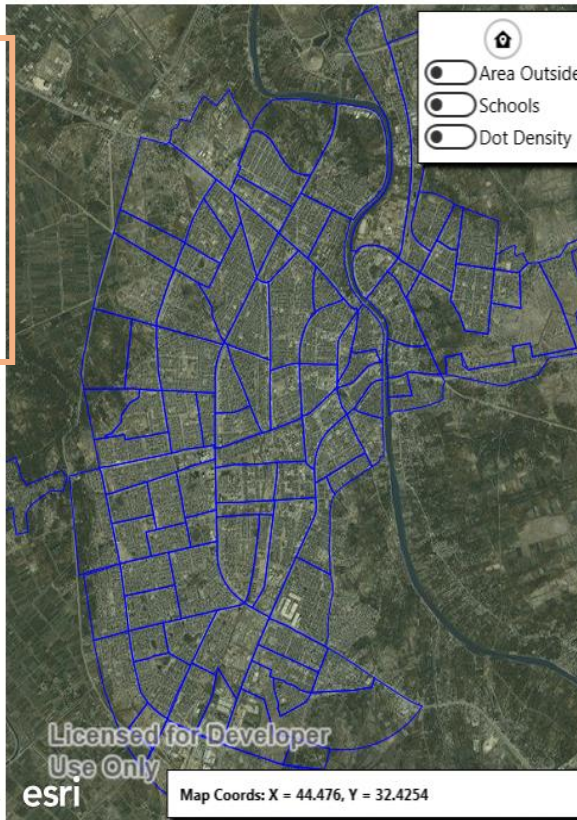 Area Outside
Schools
Dot Density
Licensed for Developer
Use Only
esri
Map Coords: X = 44.476, Y = 32.4254